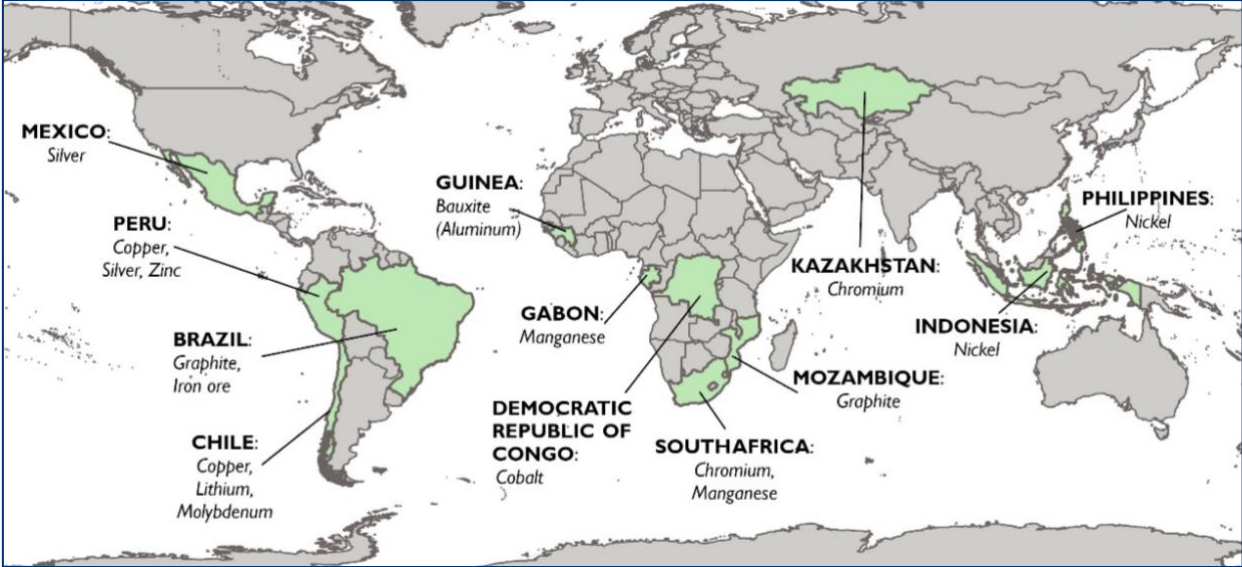 MEXICO:
Silver
PERU:
Copper,
Silver, Zinc
BRAZIL:
Graphite,
Iron ore
CHILE:
Copper,
Lithium,
Molybdenum
GUINEA:
Bauxite
(Aluminum)
GABON:
Manganese
DEMOCRATIC
REPUBLIC OF
CONGO:
Cobalt
SOUTHAFRICA:
Chromium,
Manganese
MOZAMBIQUE:
Graphite
KAZAKHSTAN:
Chromium
PHILIPPINES:
Nickel
INDONESIA:
Nickel